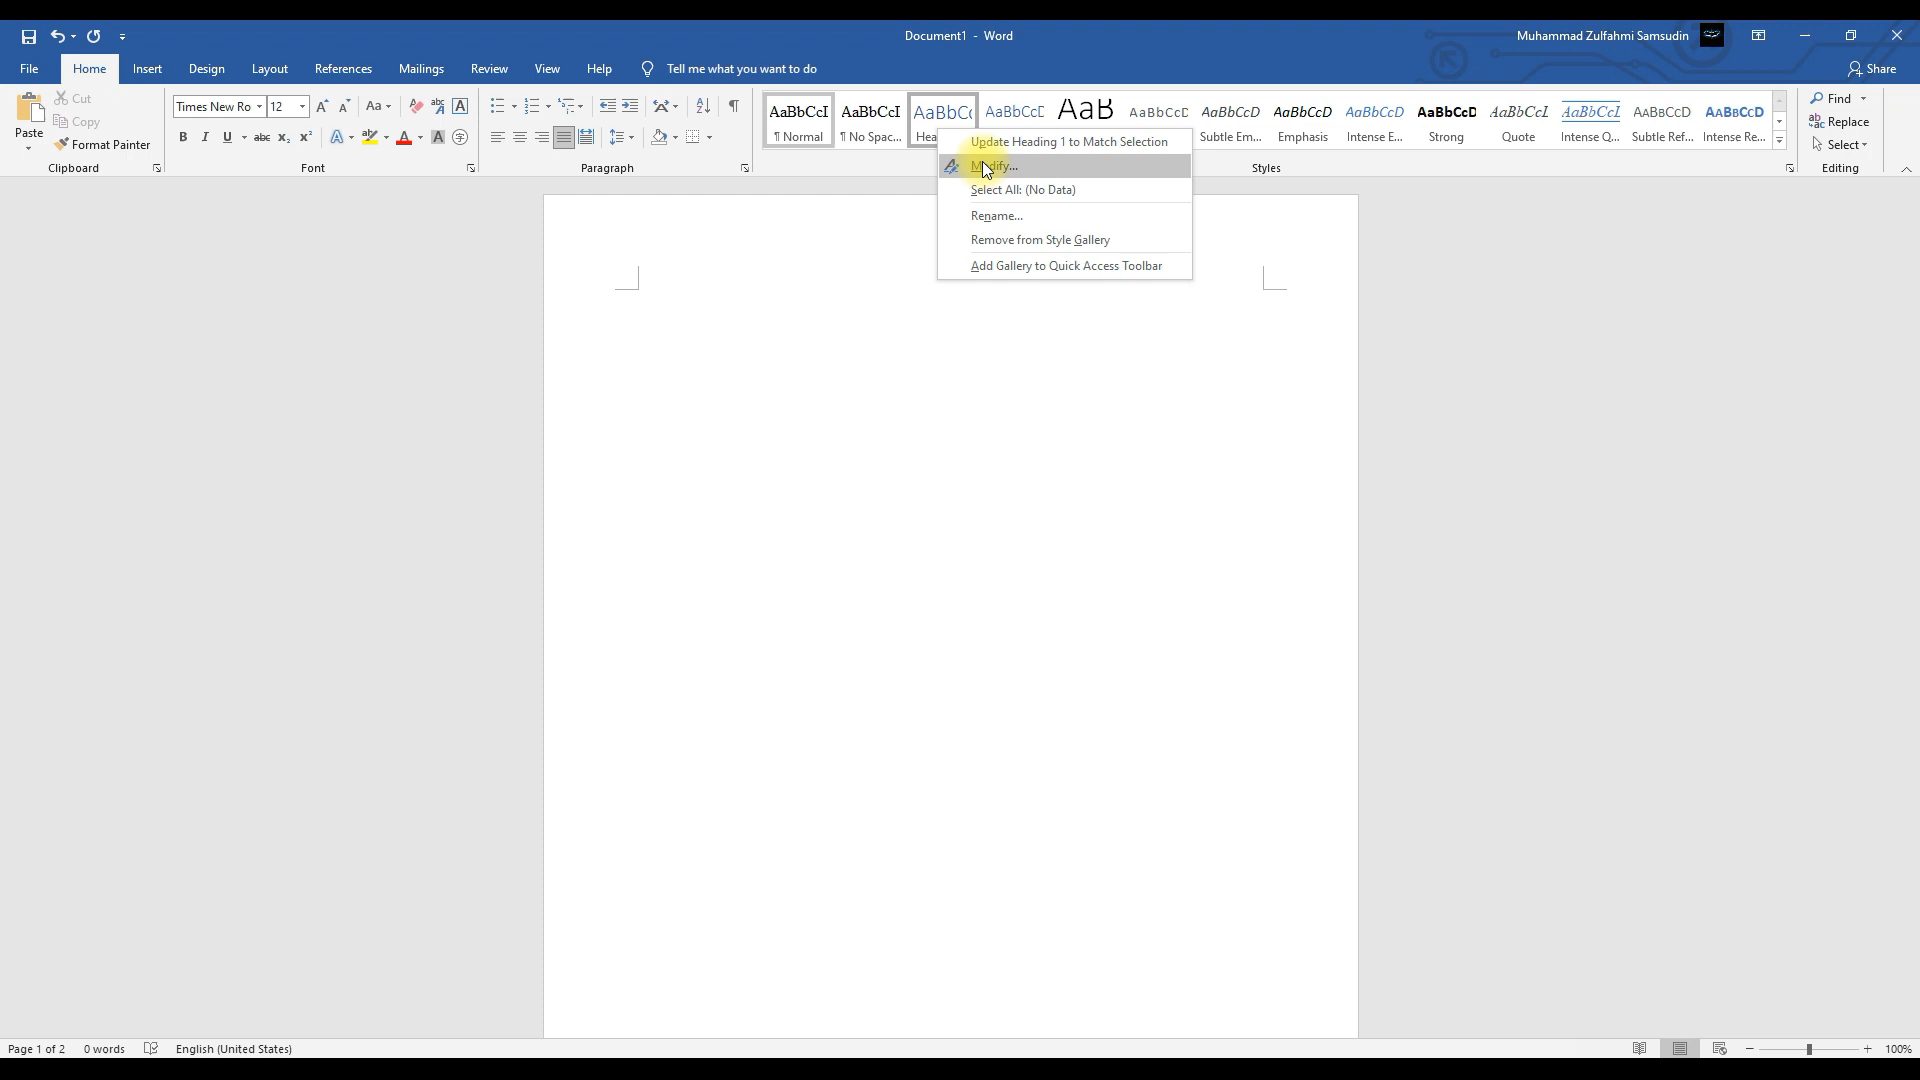 Document1 - Word
Muhammad Zulfahmi Samsudin
File Home Insert Design Layout References Mailings Review View Help Tell me what you want to do
Share
Paste
Cut
Copy
Format Painter
Clipboard
Times New Ro 12
Aa
Font
Paragraph
AaBbCcI AaBbCcI AaBbC AaBbCcC AaB AaBbCcC AaBbCcD AaBbCcD AaBbCcD AaBbCcD AaBbCcI AaBbCcI AaBbCcD AaBbCcD
¶ Normal ¶ No Spac... Hea Subtle Em... Emphasis Intense E... Strong Quote Intense Q... Subtle Ref... Intense Re...
Styles
Find
Replace
Select
Editing
Update Heading 1 to Match Selection
Modify...
Select All: (No Data)
Rename...
Remove from Style Gallery
Add Gallery to Quick Access Toolbar
Page 1 of 2 0 words English (United States)
100%